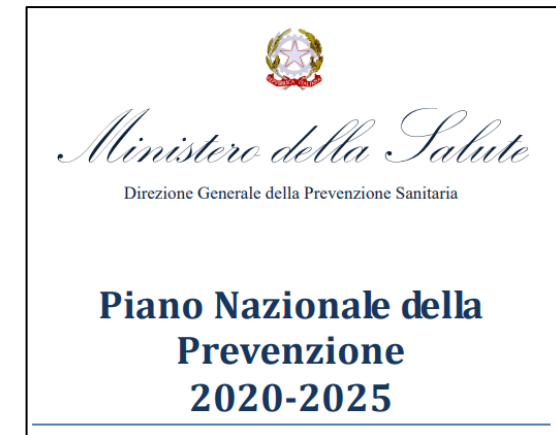 Ministero della Salute
Direzione Generale della Prevenzione Sanitaria
Piano Nazionale della
Prevenzione
2020-2025